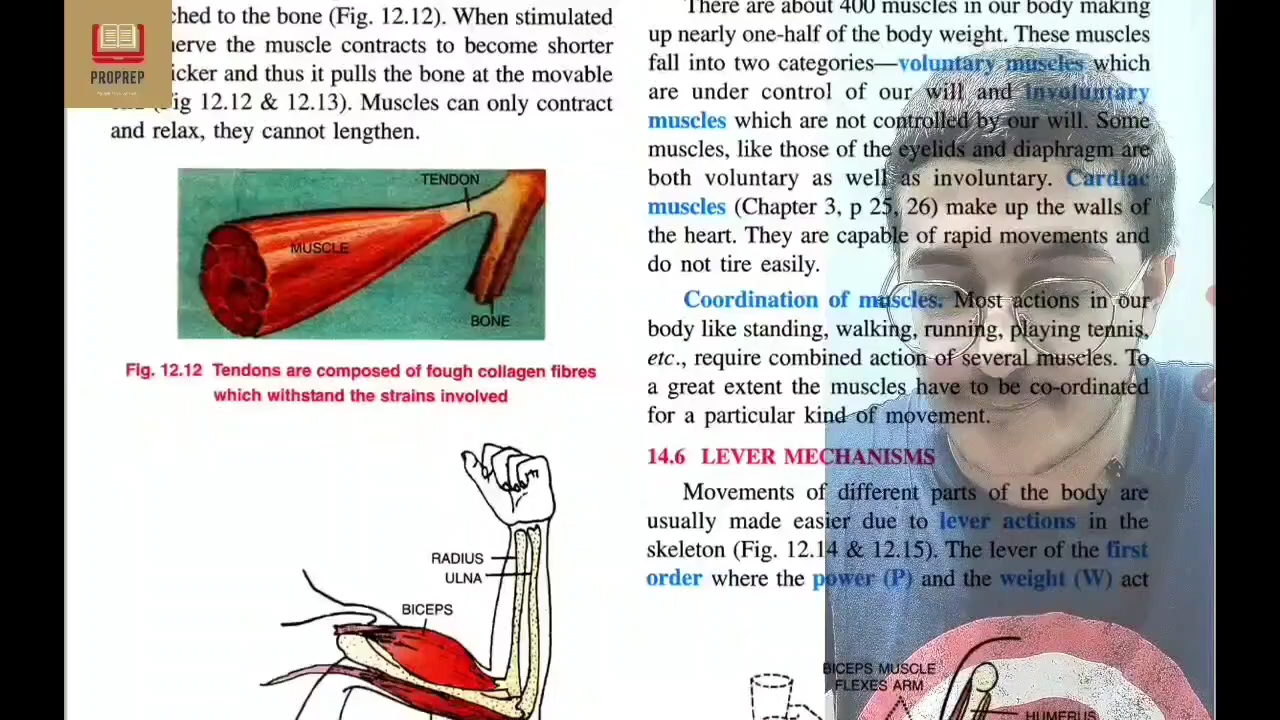 PROPREP
ched to the bone (Fig. 12.12). When stimulated
nerve the muscle contracts to become shorter
icker and thus it pulls the bone at the movable
(Fig 12.12 & 12.13). Muscles can only contract
and relax, they cannot lengthen.
TENDON
MUSCLE
BONE
Fig. 12.12 Tendons are composed of fough collagen fibres
which withstand the strains involved
RADIUS
ULNA
BICEPS
There are about 400 muscles in our body making
up nearly one-half of the body weight. These muscles
fall into two categories—voluntary muscles which
are under control of our will and involuntary
muscles which are not controlled by our will. Some
muscles, like those of the eyelids and diaphragm are
both voluntary as well as involuntary. Cardiac
muscles (Chapter 3, p 25, 26) make up the walls of
the heart. They are capable of rapid movements and
do not tire easily.
Coordination of muscles. Most actions in our
body like standing, walking, running, playing tennis,
etc., require combined action of several muscles. To
a great extent the muscles have to be co-ordinated
for a particular kind of movement.
14.6 LEVER MECHANISMS
Movements of different parts of the body are
usually made easier due to lever actions in the
skeleton (Fig. 12.14 & 12.15). The lever of the first
order where the power (P) and the weight (W) act
BICEPS MUSCLE
FLEXES ARM
HUMERUS